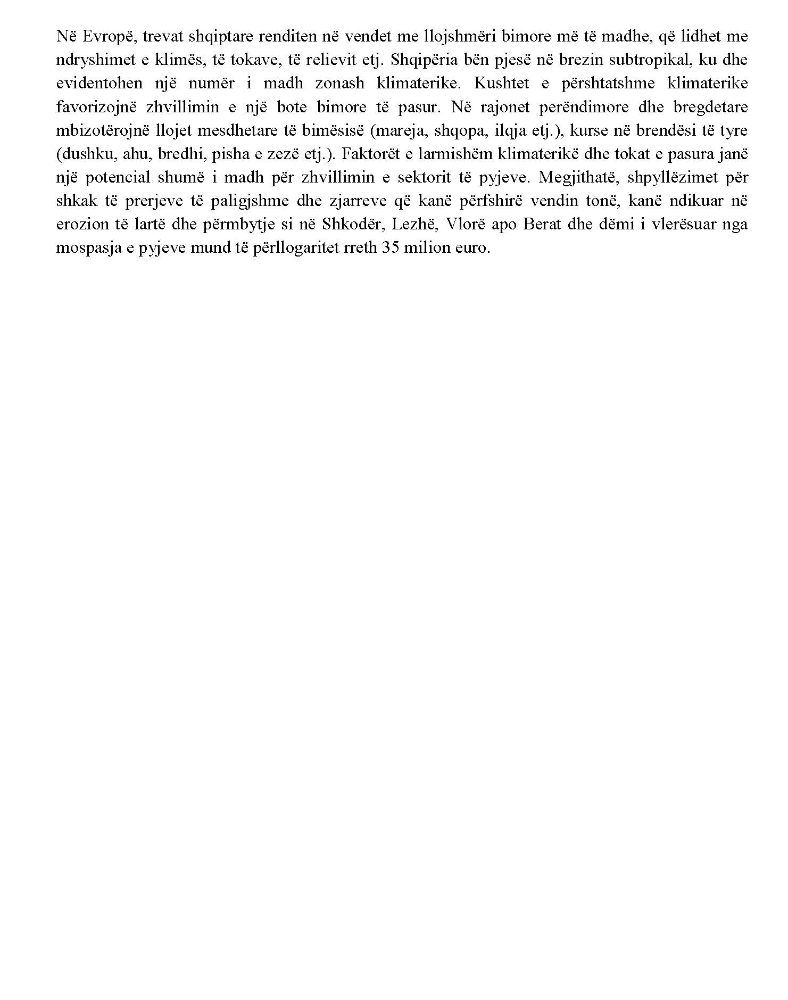 Në Evropë, trevat shqiptare renditen në vendet me llojshmëri bimore më të madhe, që lidhet me
ndryshimet e klimës, të tokave, të relievit etj. Shqipëria bën pjesë në brezin subtropikal, ku dhe
evidentohen një numër i madh zonash klimaterike. Kushtet e përshtatshme klimaterike
favorizojnë zhvillimin e një bote bimore të pasur. Në rajonet perëndimore dhe bregdetare
mbizotërojnë llojet mesdhetare të bimësisë (mareja, shqopa, ilqja etj.), kurse në brendësi të tyre
(dushku, ahu, bredhi, pisha e zezë etj.). Faktorët e larmishëm klimaterikë dhe tokat e pasura janë
një potencial shumë i madh për zhvillimin e sektorit të pyjeve. Megjithatë, shpyllëzimet për
shkak të prerjeve të paligjshme dhe zjarreve që kanë përfshirë vendin tonë, kanë ndikuar në
erozion të lartë dhe përmbytje si në Shkodër, Lezhë, Vlorë apo Berat dhe dëmi i vlerësuar nga
mospasja e pyjeve mund të përllogaritet rreth 35 milion euro.